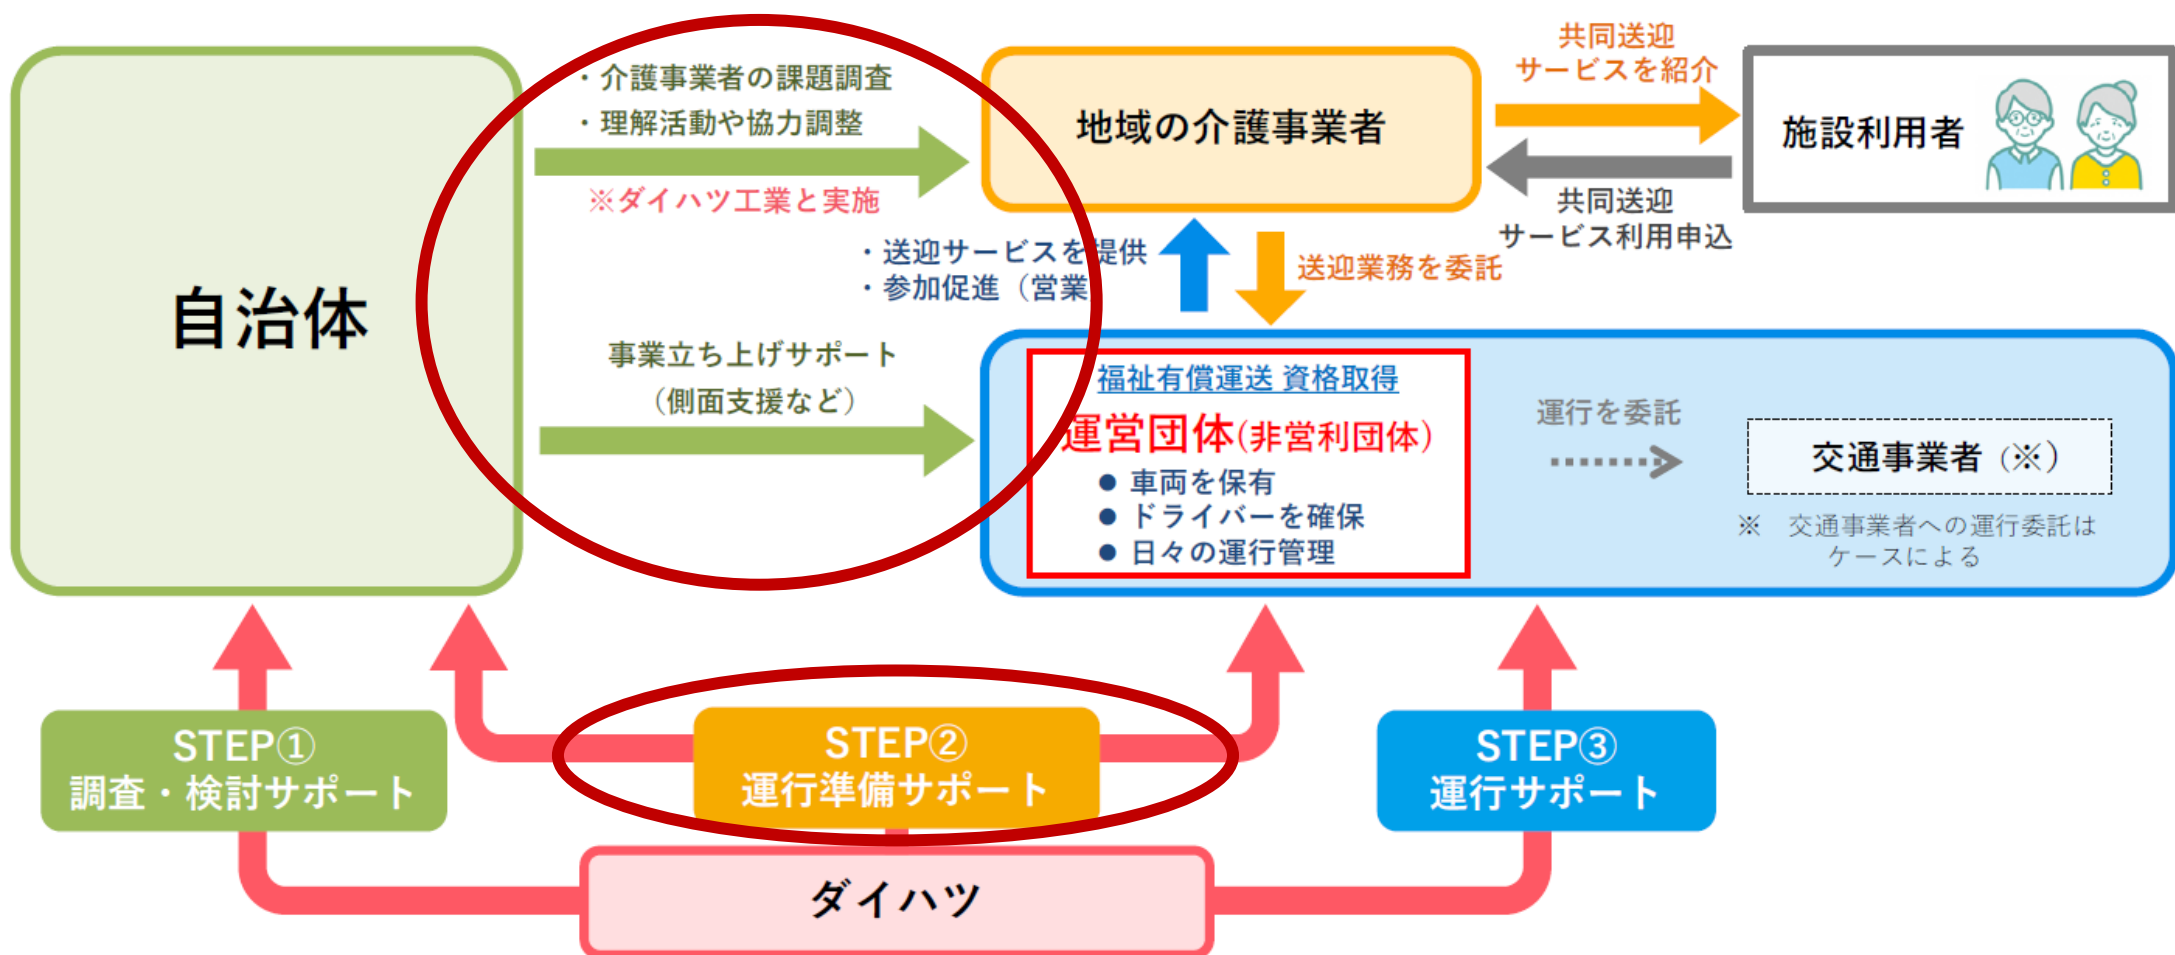 自治体
・介護事業者の課題調査
・理解活動や協力調整
※ダイハツ工業と実施
地域の介護事業者
共同送迎
サービスを紹介
施設利用者
共同送迎
サービス利用申込
・送迎サービスを提供
・参加促進（営業
送迎業務を委託
事業立ち上げサポート
（側面支援など）
福祉有償運送 資格取得
運営団体(非営利団体)
● 車両を保有
● ドライバーを確保
● 日々の運行管理
運行を委託
交通事業者（※）
※　交通事業者への運行委託は
ケースによる
STEP①
調査・検討サポート
STEP②
運行準備サポート
STEP③
運行サポート
ダイハツ